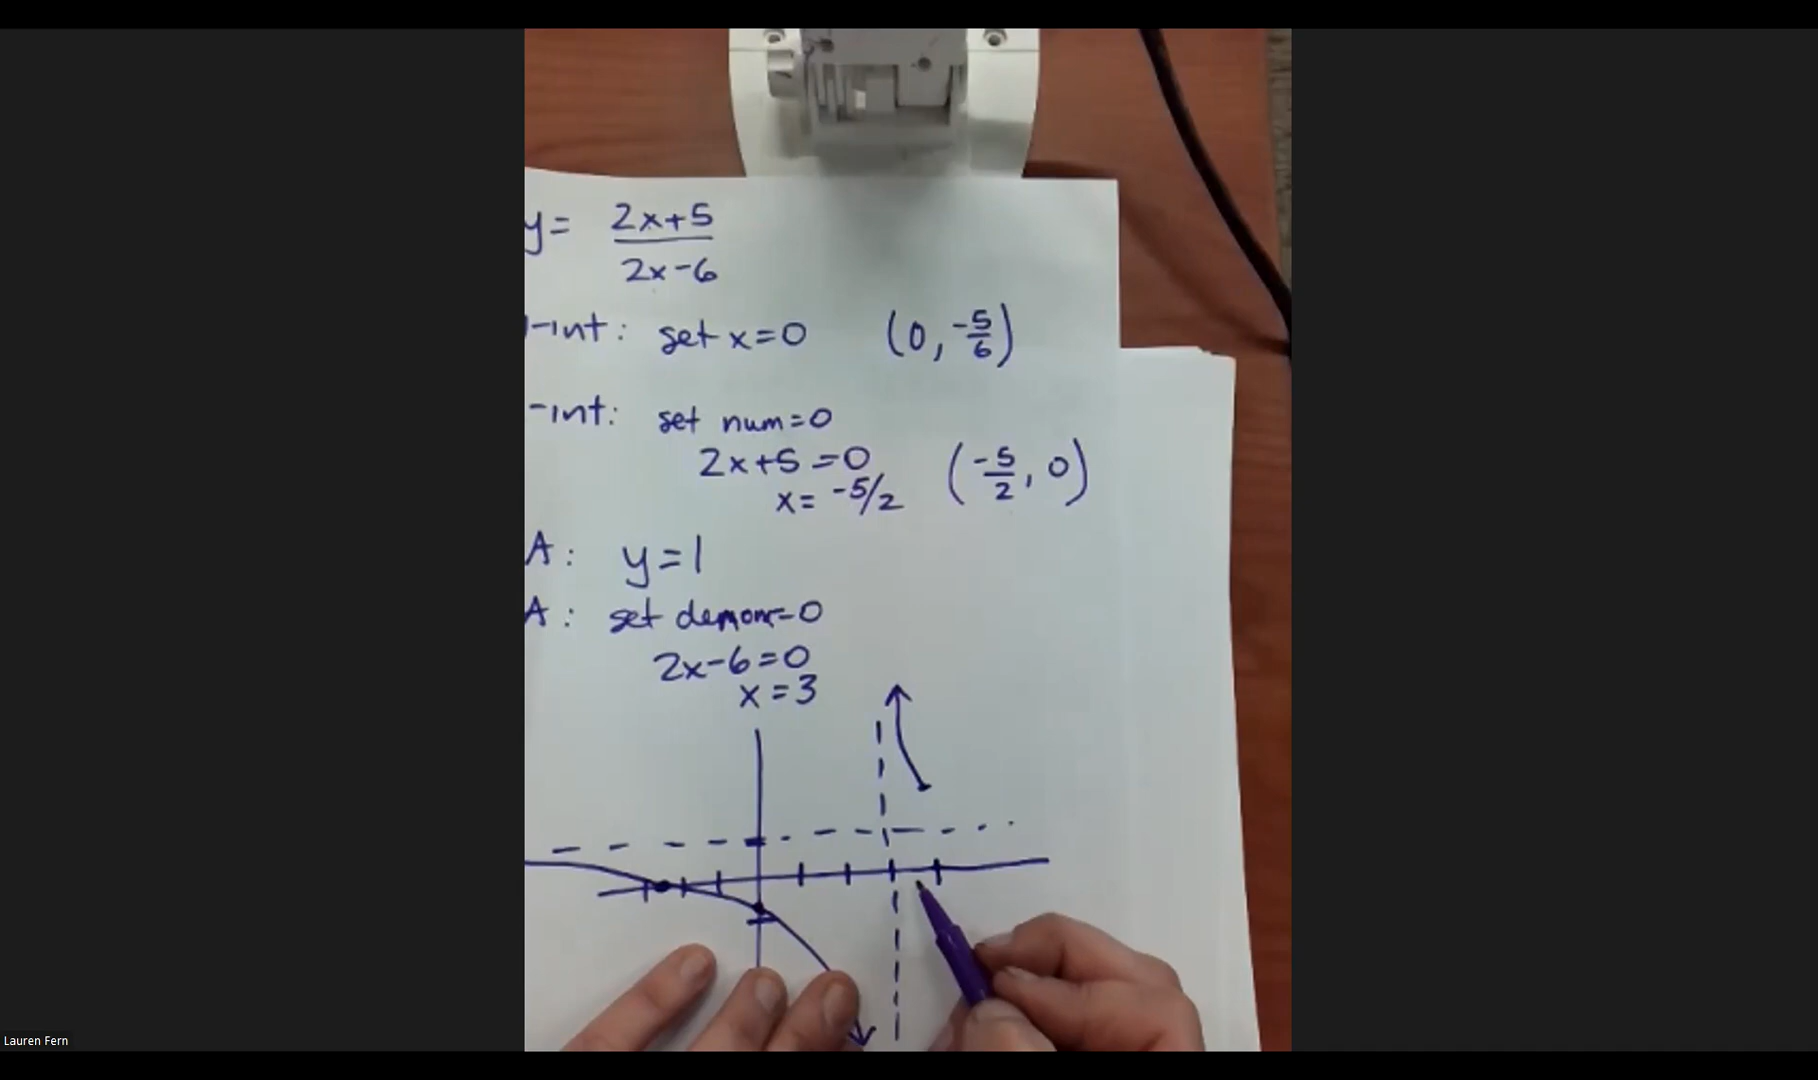 y = 2x+5
2x-6
-int: set x=0 (0, -5/6)
-int: set num=0
2x+5=0 (-5/2, 0)
x= -5/2
A: y=1
A: set demom=0
2x-6=0
x=3
Lauren Fern